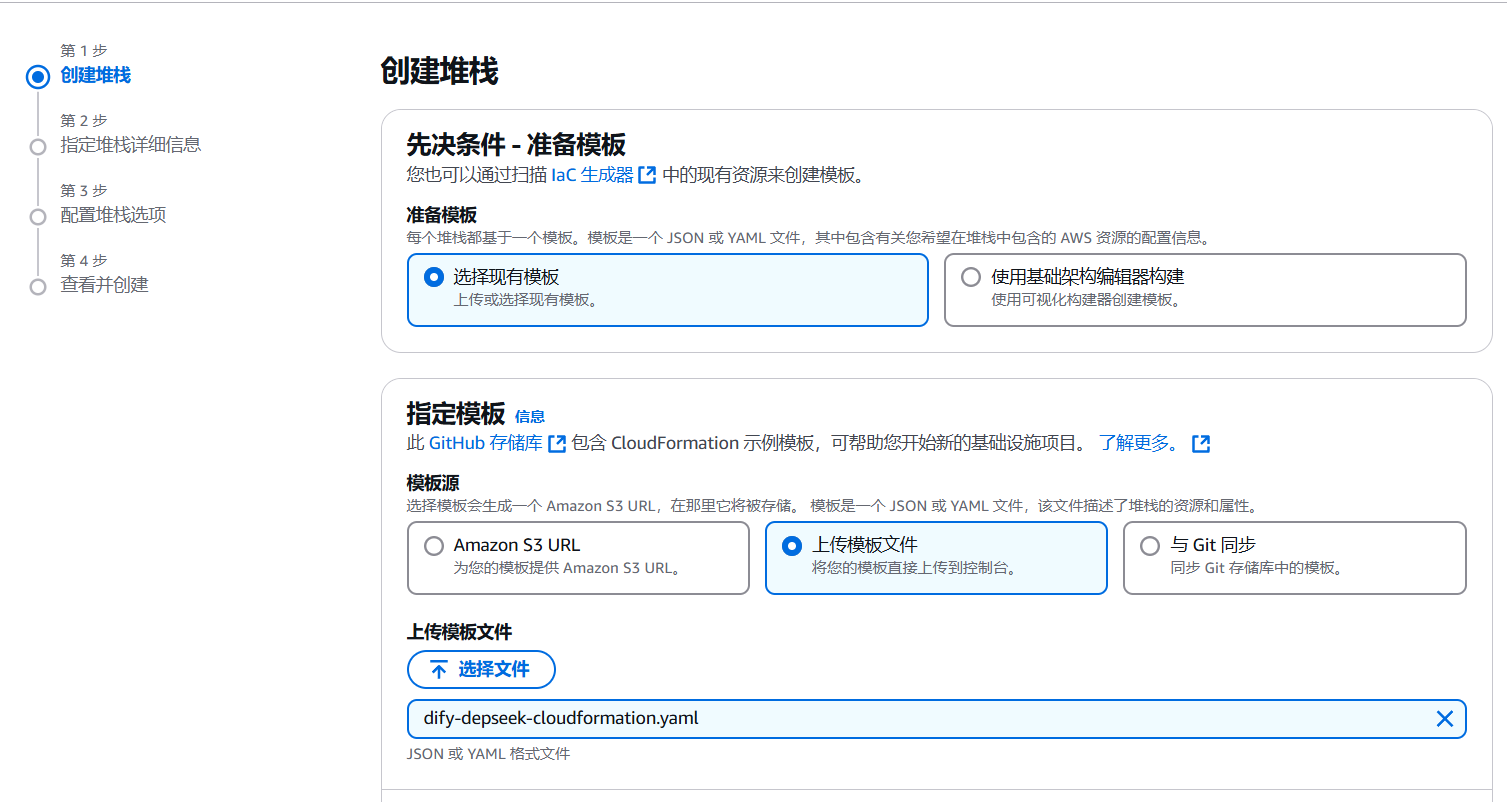 第 1 步
创建堆栈
第 2 步
指定堆栈详细信息
第 3 步
配置堆栈选项
第 4 步
查看并创建
创建堆栈
先决条件 - 准备模板
您也可以通过扫描 IaC 生成器 中的现有资源来创建模板。
准备模板
每个堆栈都基于一个模板。模板是一个 JSON 或 YAML 文件，其中包含有关您希望在堆栈中包含的 AWS 资源的配置信息。
选择现有模板
上传或选择现有模板。
使用基础架构编辑器构建
使用可视化构建器创建模板。
指定模板 信息
此 GitHub 存储库 包含 CloudFormation 示例模板，可帮助您开始新的基础设施项目。 了解更多。
模板源
选择模板会生成一个 Amazon S3 URL，在那里它将被存储。 模板是一个 JSON 或 YAML 文件，该文件描述了堆栈的资源和属性。
Amazon S3 URL
为您的模板提供 Amazon S3 URL。
上传模板文件
将您的模板直接上传到控制台。
与 Git 同步
同步 Git 存储库中的模板。
上传模板文件
选择文件
dify-depseek-cloudformation.yaml
JSON 或 YAML 格式文件